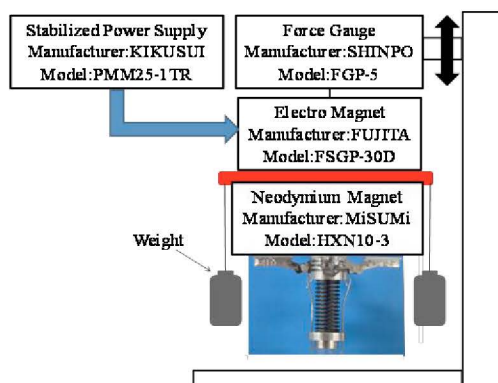 Stabilized Power Supply
Manufacturer:KIKUSUI
Model:PMM25-1TR
Force Gauge
Manufacturer:SHINPO
Model:FGP-5
Electro Magnet
Manufacturer:FUJITA
Model:FSGP-30D
Neodymium Magnet
Manufacturer:MiSUMi
Model:HXN10-3
Weight